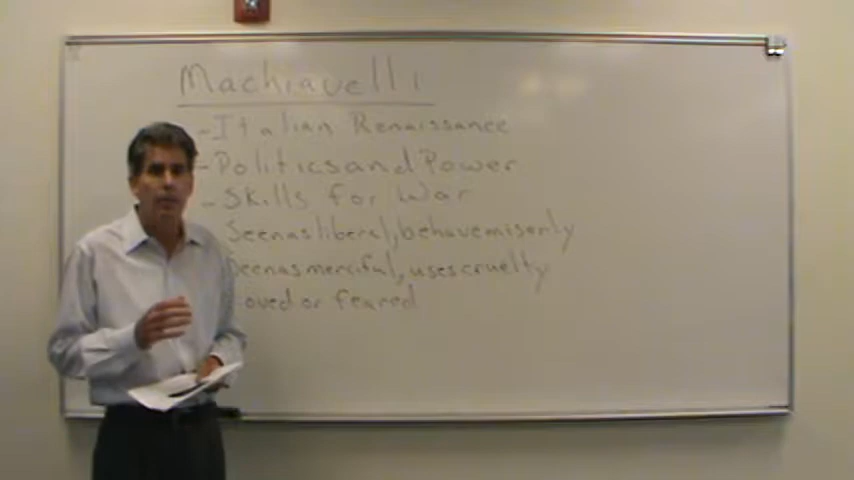 Machiavelli
- Italian Renaissance
- Politics and Power
- Skills for War
Seen as liberal, behave miserly
Seen as merciful, uses cruelty
Loved or feared